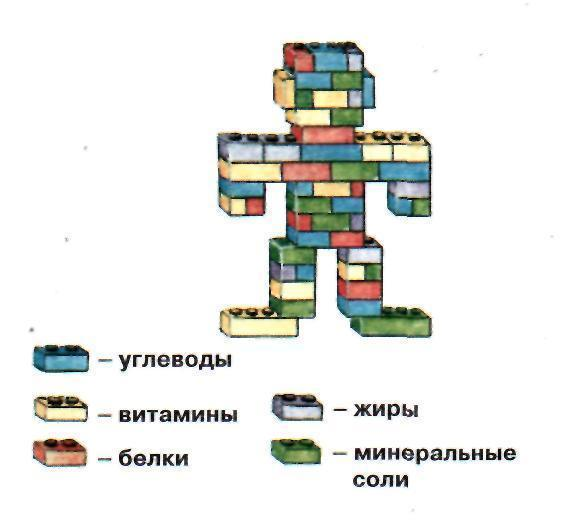 – углеводы
– витамины
– белки
– жиры
– минеральные
соли